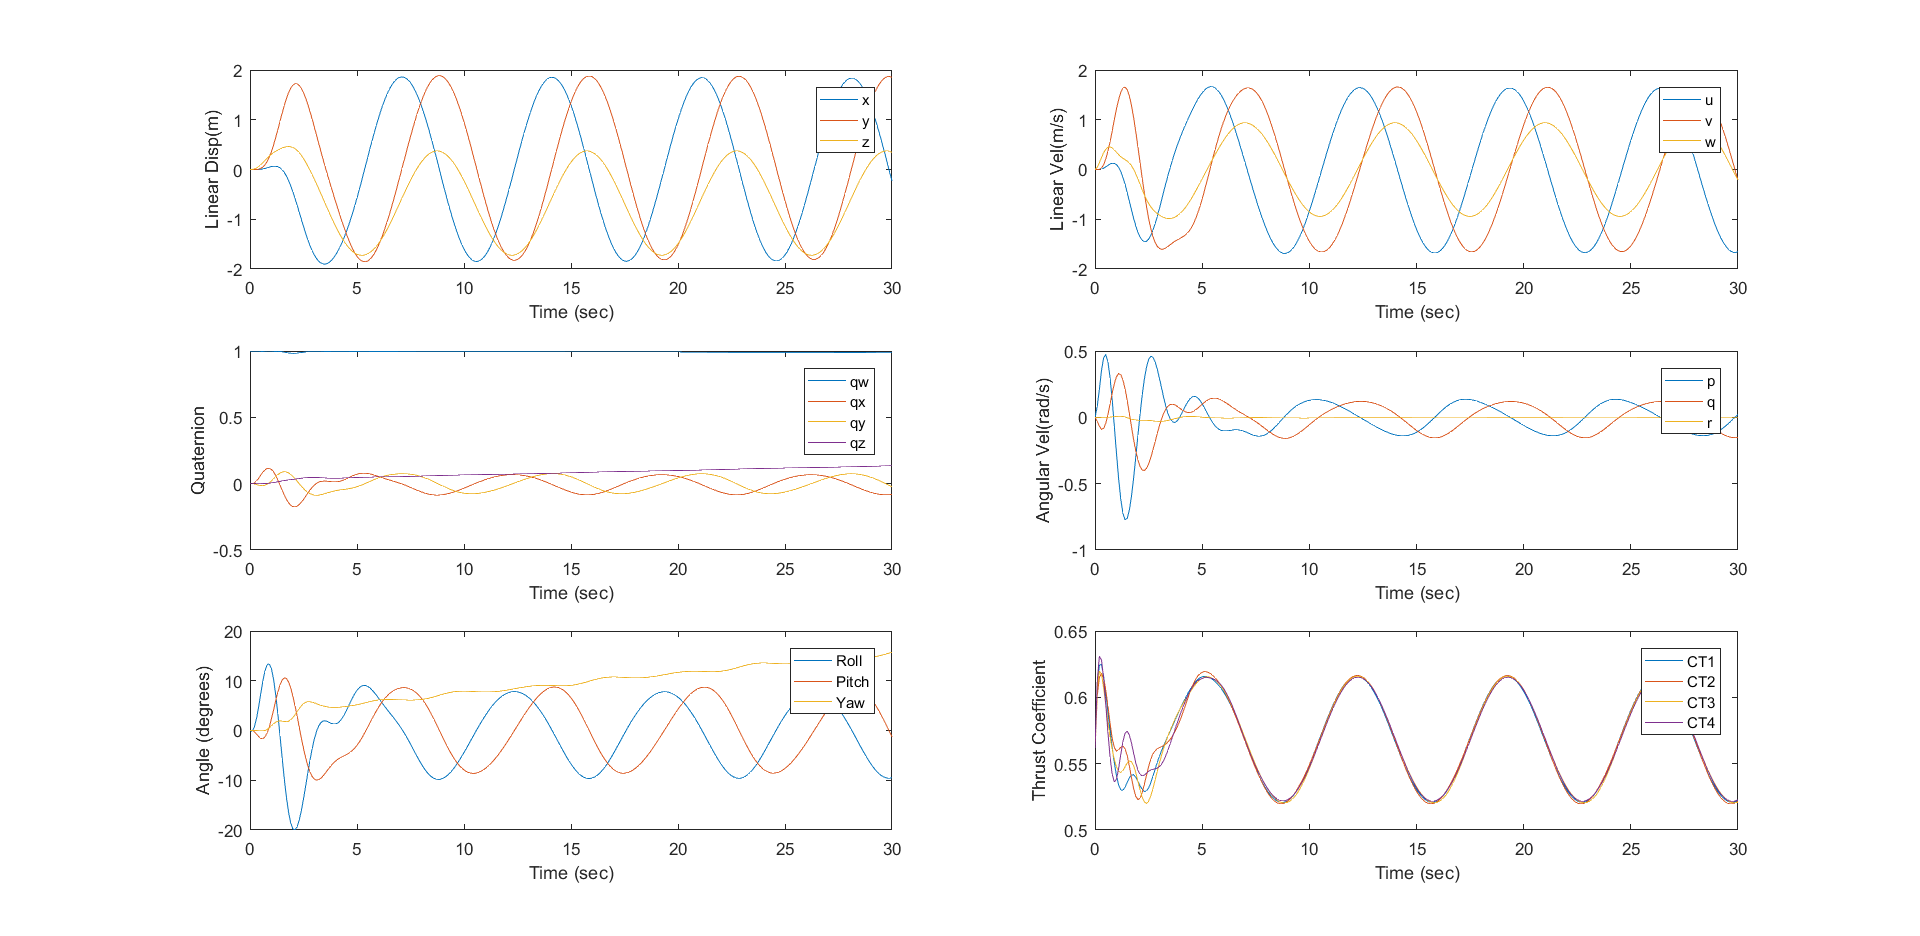 Linear Disp(m)
2
1
0
-1
-2
x
y
z
0 5 10 15 20 25 30
Time (sec)
Linear Vel(m/s)
2
1
0
-1
-2
u
v
w
0 5 10 15 20 25 30
Time (sec)
Quaternion
1
0.5
0
-0.5
qw
qx
qy
qz
0 5 10 15 20 25 30
Time (sec)
Angular Vel(rad/s)
0.5
0
-0.5
-1
p
q
r
0 5 10 15 20 25 30
Time (sec)
Angle (degrees)
20
10
0
-10
-20
Roll
Pitch
Yaw
0 5 10 15 20 25 30
Time (sec)
Thrust Coefficient
0.65
0.6
0.55
0.5
CT1
CT2
CT3
CT4
0 5 10 15 20 25 30
Time (sec)